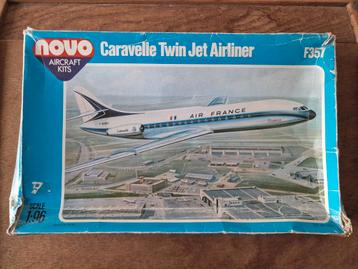 novo
AIRCRAFT
KITS
Caravelle Twin Jet Airliner
F357
AIR FRANCE
SCALE
1:96